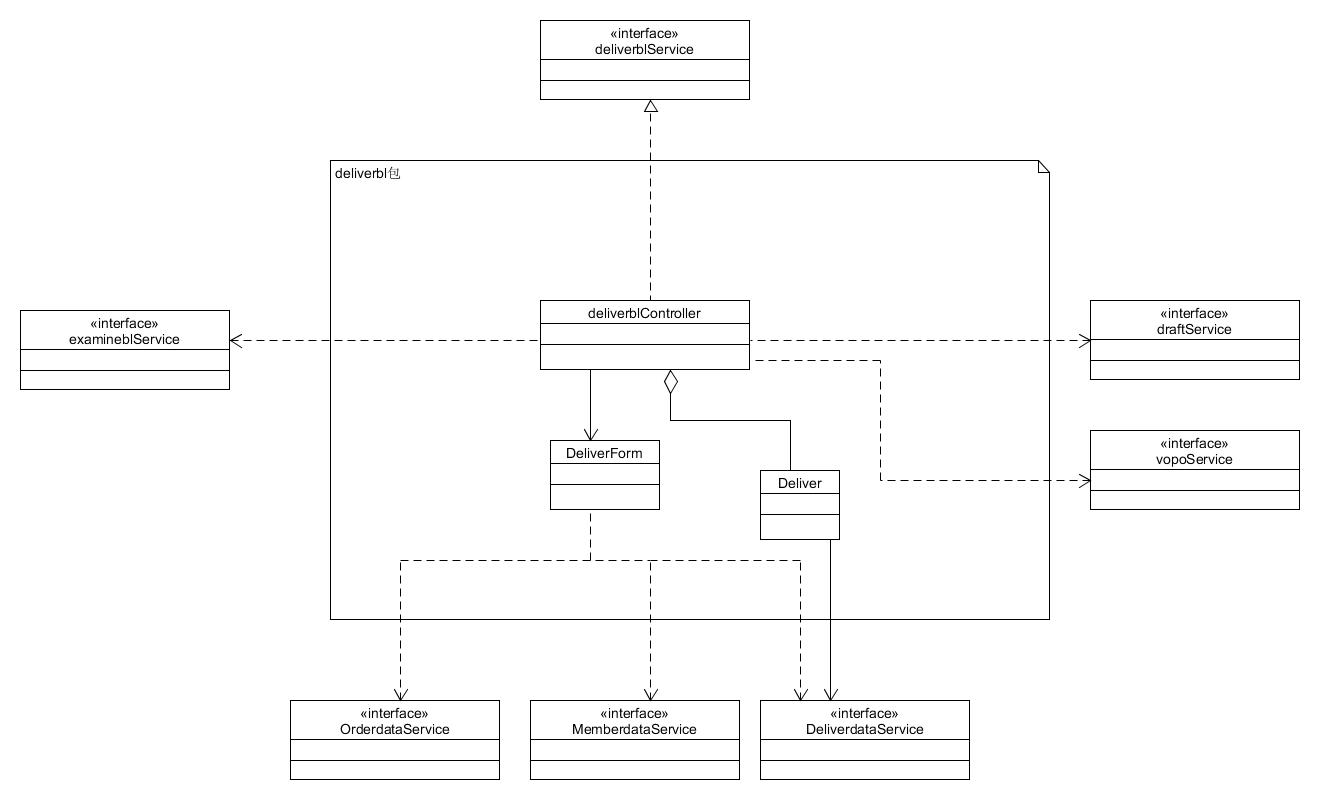 «interface»
deliverblService
deliverbl包
deliverblController
«interface»
examineblService
«interface»
draftService
«interface»
vopoService
DeliverForm
Deliver
«interface»
OrderdataService
«interface»
MemberdataService
«interface»
DeliverdataService